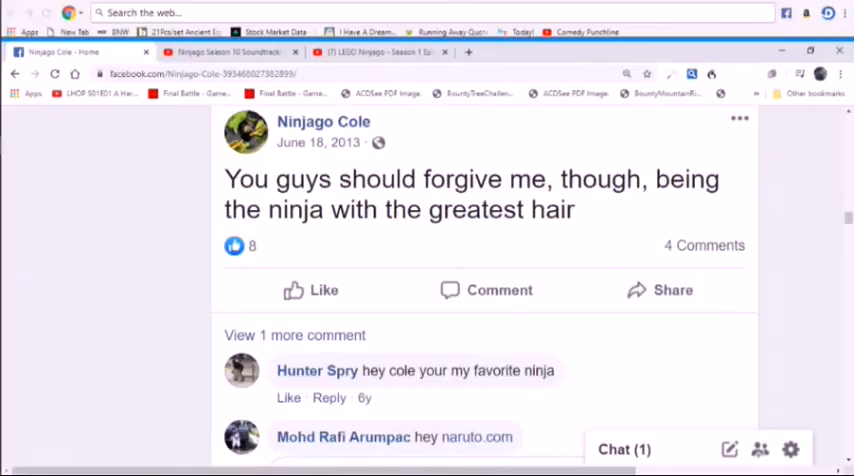 Search the web...
Apps New Tab BNW 21Pcs/set Ancient Eg Stock Market Data I Have A Dream... Running Away Quot Today! Comedy Punchline
Ninjago Cole - Home Ninjago Season 10 Soundtrack (7) LEGO Ninjago - Season 1 Epi
facebook.com/Ninjago-Cole-393468027382899/
Apps LHOP S01E01 A Har... Final Battle - Game... Final Battle - Game... ACDSee PDF Image. BountyTreeChallen... ACDSee PDF Image. BountyMountainRi... Other bookmarks
Ninjago Cole
June 18, 2013 ·
You guys should forgive me, though, being
the ninja with the greatest hair
8 4 Comments
Like Comment Share
View 1 more comment
Hunter Spry hey cole your my favorite ninja
Like · Reply · 6y
Mohd Rafi Arumpac hey naruto.com
Chat (1)